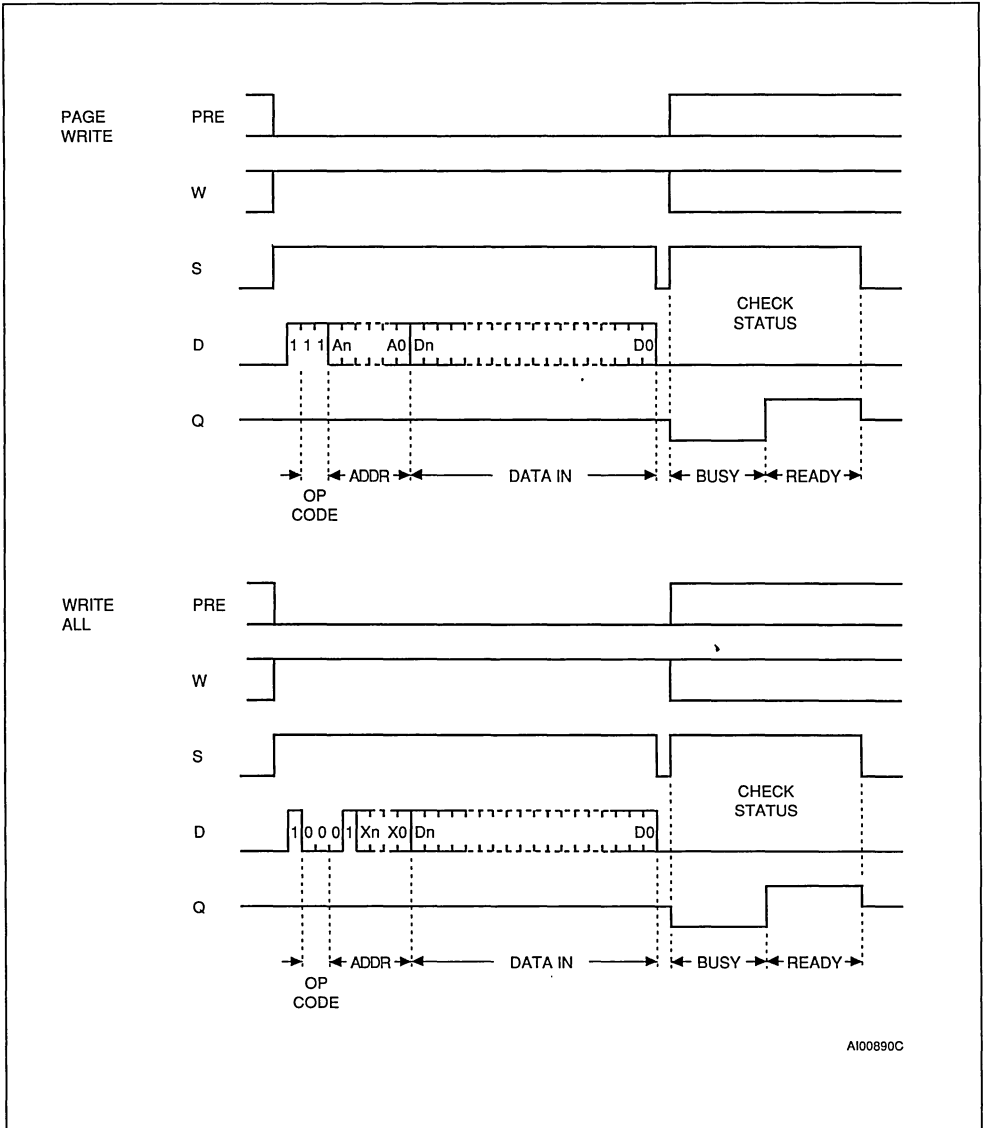 PAGE WRITE
PRE
W
S
CHECK STATUS
D
1 1 1 An A0 Dn D0
Q
ADDR DATA IN BUSY READY
OP CODE
WRITE ALL
PRE
W
S
CHECK STATUS
D
1 0 0 0 1 Xn X0 Dn D0
Q
ADDR DATA IN BUSY READY
OP CODE
AI00890C